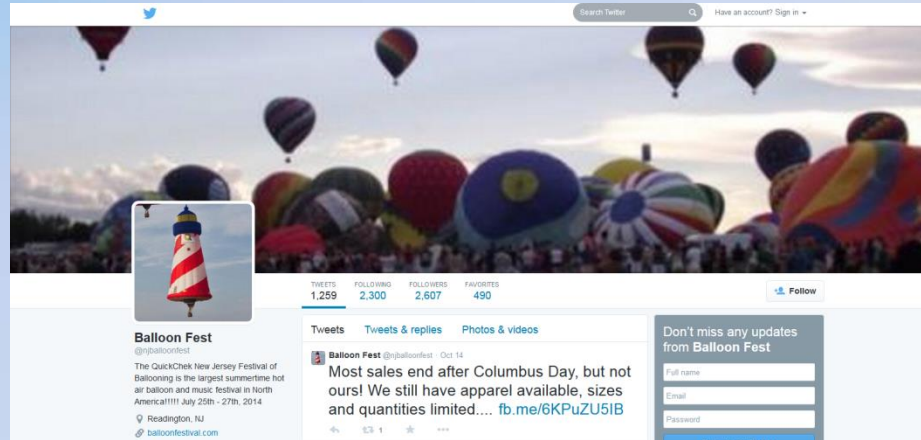 Search Twitter
Have an account? Sign in
TWEETS FOLLOWING FOLLOWERS FAVORITES
1,259 2,300 2,607 490
Follow
Balloon Fest
@njballoonfest
The QuickChek New Jersey Festival of
Ballooning is the largest summertime hot
air balloon and music festival in North
America!!!!! July 25th - 27th, 2014
Readington, NJ
balloonfestival.com
Tweets Tweets & replies Photos & videos
Balloon Fest @njballoonfest · Oct 14
Most sales end after Columbus Day, but not
ours! We still have apparel available, sizes
and quantities limited.... fb.me/6KPuZU5IB
1
Don't miss any updates
from Balloon Fest
Full name
Email
Password